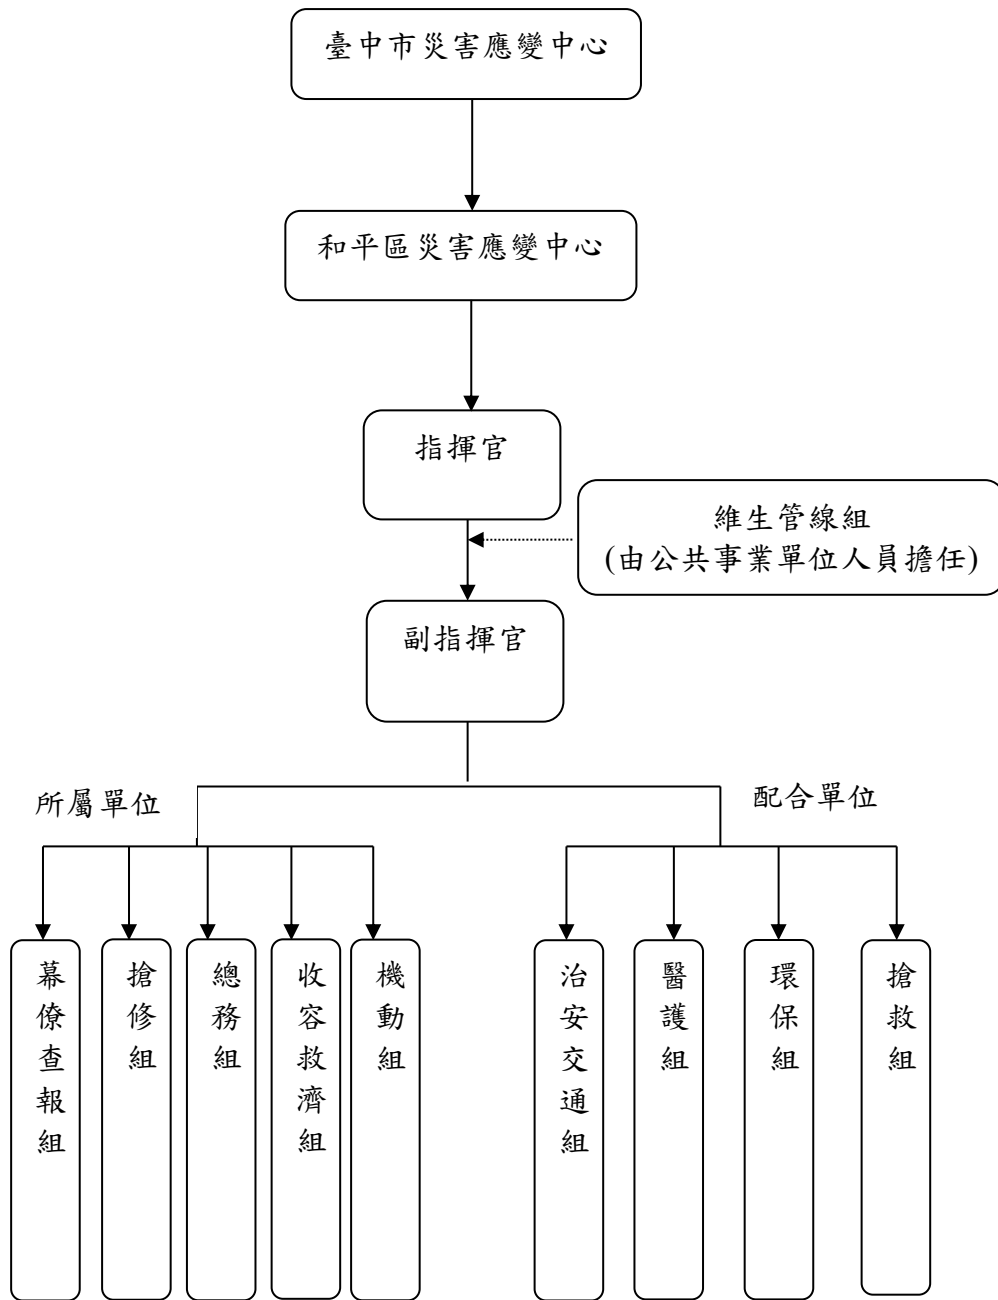 臺中市災害應變中心
和平區災害應變中心
指揮官
維生管線組
(由公共事業單位人員擔任)
副指揮官
所屬單位
配合單位
幕僚查報組
搶修組
總務組
收容救濟組
機動組
治安交通組
醫護組
環保組
搶救組